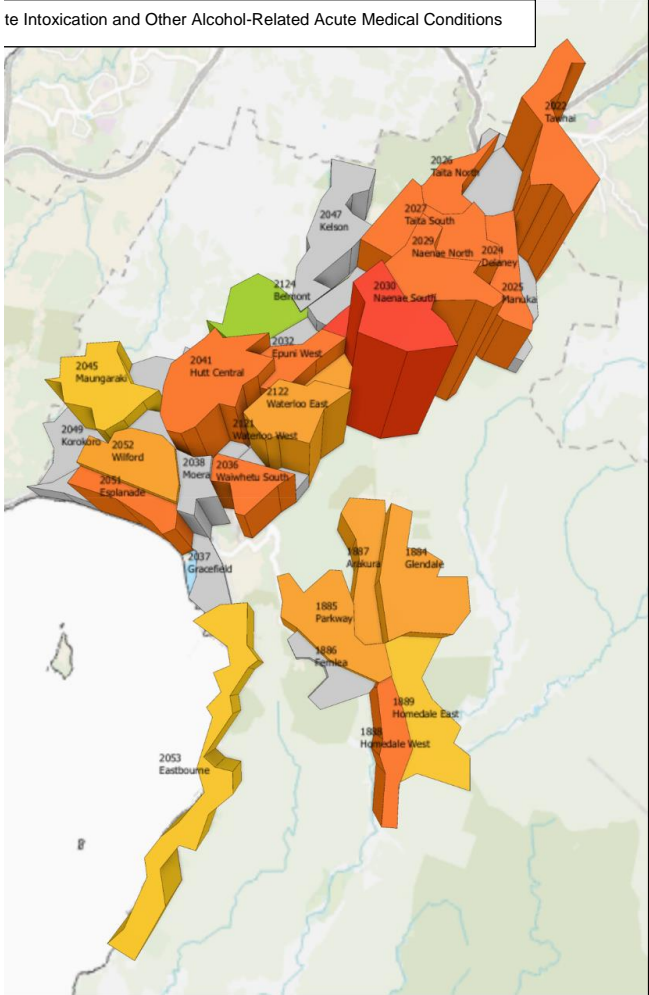 te Intoxication and Other Alcohol-Related Acute Medical Conditions
2022
Tawhai
2026
Taita North
2047
Kelson
2027
Taita South
2029
Naenae North
2024
Delaney
2124
Belmont
2030
Naenae South
2025
Manuka
2032
Epuni West
2041
Hutt Central
2045
Maungaraki
2122
Waterloo East
2121
Waterloo West
2049
Korokoro
2052
Wilford
2038
Moera
2036
Waiwhetu South
2051
Esplanade
2037
Gracefield
1887
Arakura
1884
Glendale
1885
Parkway
1886
Fernlea
1889
Homedale East
1888
Homedale West
2053
Eastbourne